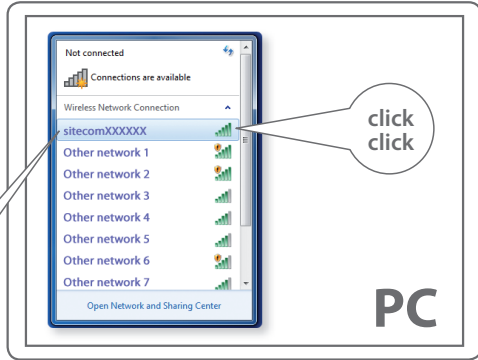 Not connected
Connections are available
Wireless Network Connection
sitecomXXXXXX
Other network 1
Other network 2
Other network 3
Other network 4
Other network 5
Other network 6
Other network 7
Open Network and Sharing Center
click
click
PC